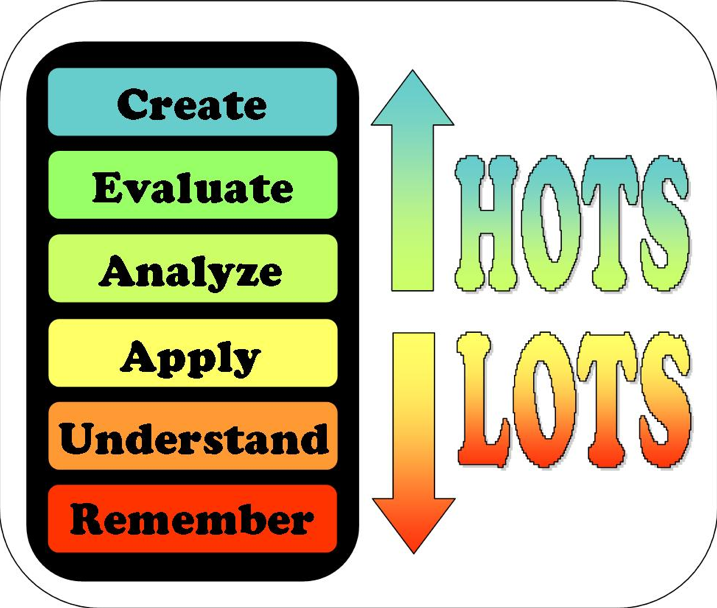 Create
Evaluate
Analyze
Apply
Understand
Remember
HOTS
LOTS